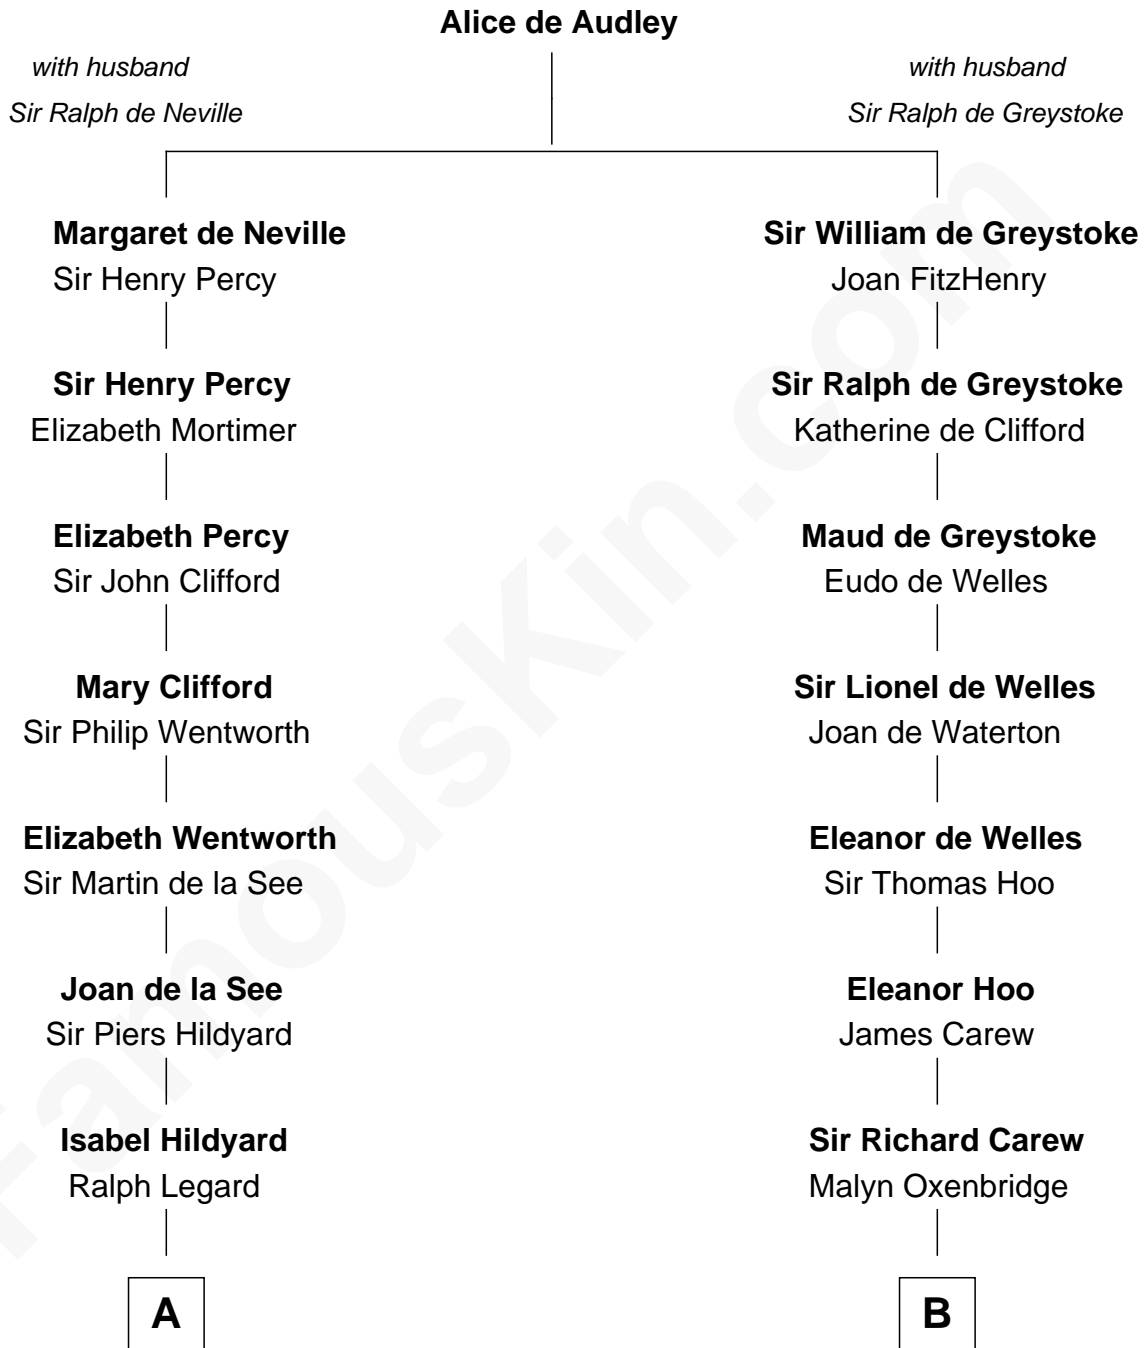 Alice de Audley
with husband
Sir Ralph de Neville
with husband
Sir Ralph de Greystoke
Margaret de Neville
Sir Henry Percy
Sir William de Greystoke
Joan FitzHenry
Sir Henry Percy
Elizabeth Mortimer
Sir Ralph de Greystoke
Katherine de Clifford
Elizabeth Percy
Sir John Clifford
Maud de Greystoke
Eudo de Welles
Mary Clifford
Sir Philip Wentworth
Sir Lionel de Welles
Joan de Waterton
Elizabeth Wentworth
Sir Martin de la See
Eleanor de Welles
Sir Thomas Hoo
Joan de la See
Sir Piers Hildyard
Eleanor Hoo
James Carew
Isabel Hildyard
Ralph Legard
Sir Richard Carew
Malyn Oxenbridge
A
B
FamousKin.com